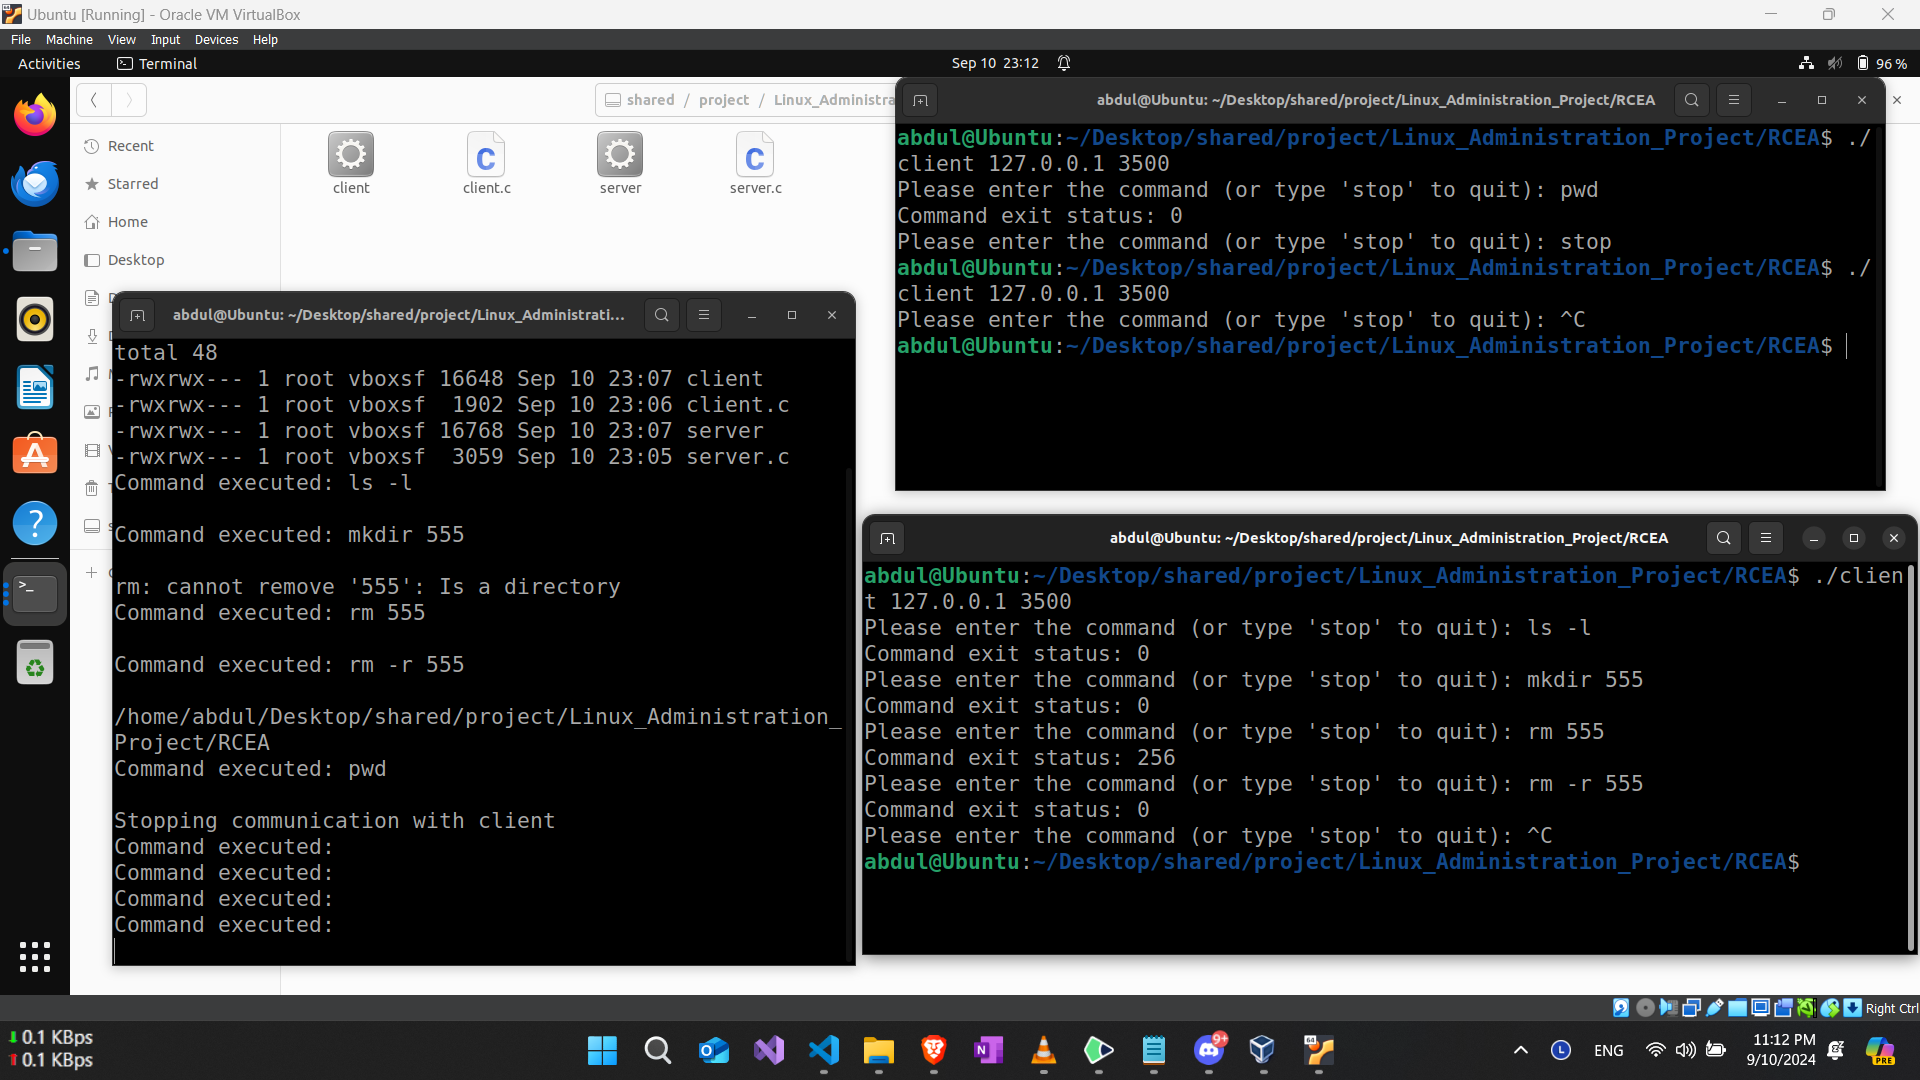 Ubuntu [Running] - Oracle VM VirtualBox
File Machine View Input Devices Help
Activities Terminal Sep 10 23:12 96 %
shared / project / Linux_Administra
Recent
Starred
Home
Desktop
client client.c server server.c
abdul@Ubuntu: ~/Desktop/shared/project/Linux_Administrati...
total 48
-rwxrwx--- 1 root vboxsf 16648 Sep 10 23:07 client
-rwxrwx--- 1 root vboxsf  1902 Sep 10 23:06 client.c
-rwxrwx--- 1 root vboxsf 16768 Sep 10 23:07 server
-rwxrwx--- 1 root vboxsf  3059 Sep 10 23:05 server.c
Command executed: ls -l
Command executed: mkdir 555
rm: cannot remove '555': Is a directory
Command executed: rm 555
Command executed: rm -r 555
/home/abdul/Desktop/shared/project/Linux_Administration_
Project/RCEA
Command executed: pwd
Stopping communication with client
Command executed:
Command executed:
Command executed:
Command executed:
abdul@Ubuntu: ~/Desktop/shared/project/Linux_Administration_Project/RCEA
abdul@Ubuntu:~/Desktop/shared/project/Linux_Administration_Project/RCEA$ ./
client 127.0.0.1 3500
Please enter the command (or type 'stop' to quit): pwd
Command exit status: 0
Please enter the command (or type 'stop' to quit): stop
abdul@Ubuntu:~/Desktop/shared/project/Linux_Administration_Project/RCEA$ ./
client 127.0.0.1 3500
Please enter the command (or type 'stop' to quit): ^C
abdul@Ubuntu:~/Desktop/shared/project/Linux_Administration_Project/RCEA$
abdul@Ubuntu: ~/Desktop/shared/project/Linux_Administration_Project/RCEA
abdul@Ubuntu:~/Desktop/shared/project/Linux_Administration_Project/RCEA$ ./clien
t 127.0.0.1 3500
Please enter the command (or type 'stop' to quit): ls -l
Command exit status: 0
Please enter the command (or type 'stop' to quit): mkdir 555
Command exit status: 0
Please enter the command (or type 'stop' to quit): rm 555
Command exit status: 256
Please enter the command (or type 'stop' to quit): rm -r 555
Command exit status: 0
Please enter the command (or type 'stop' to quit): ^C
abdul@Ubuntu:~/Desktop/shared/project/Linux_Administration_Project/RCEA$
Right Ctrl
0.1 KBps
0.1 KBps
9+
ENG
11:12 PM
9/10/2024
PRE